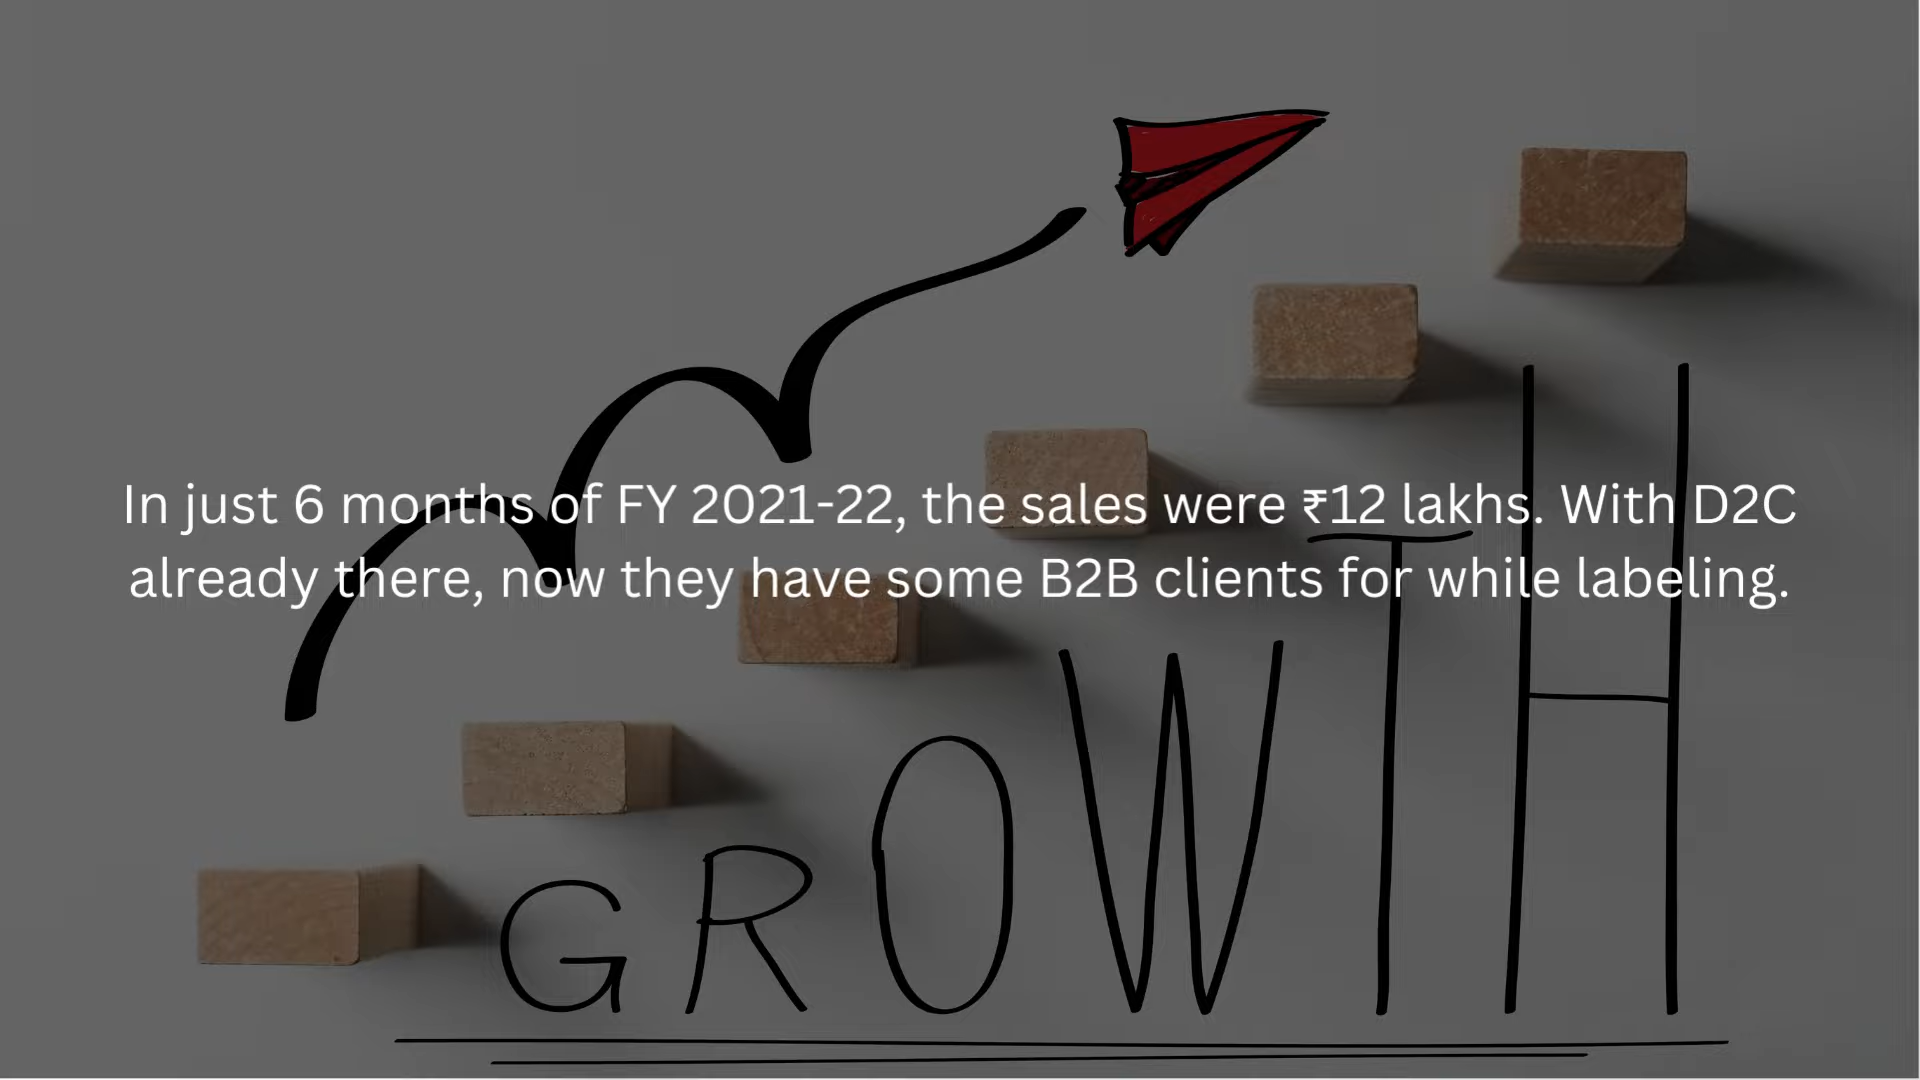 In just 6 months of FY 2021-22, the sales were ₹12 lakhs. With D2C
already there, now they have some B2B clients for while labeling.
GROWTH